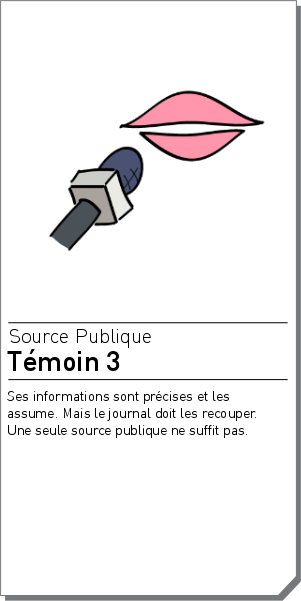 Source Publique
Témoin 3
Ses informations sont précises et les
assume. Mais le journal doit les recouper.
Une seule source publique ne suffit pas.